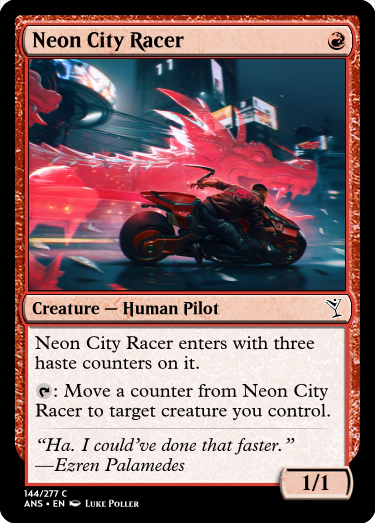 Neon City Racer
11
Creature — Human Pilot
Neon City Racer enters with three
haste counters on it.
: Move a counter from Neon City
Racer to target creature you control.
“Ha. I could’ve done that faster.”
—Ezren Palamedes
1/1
144/277 C
ANS • EN Luke Poller